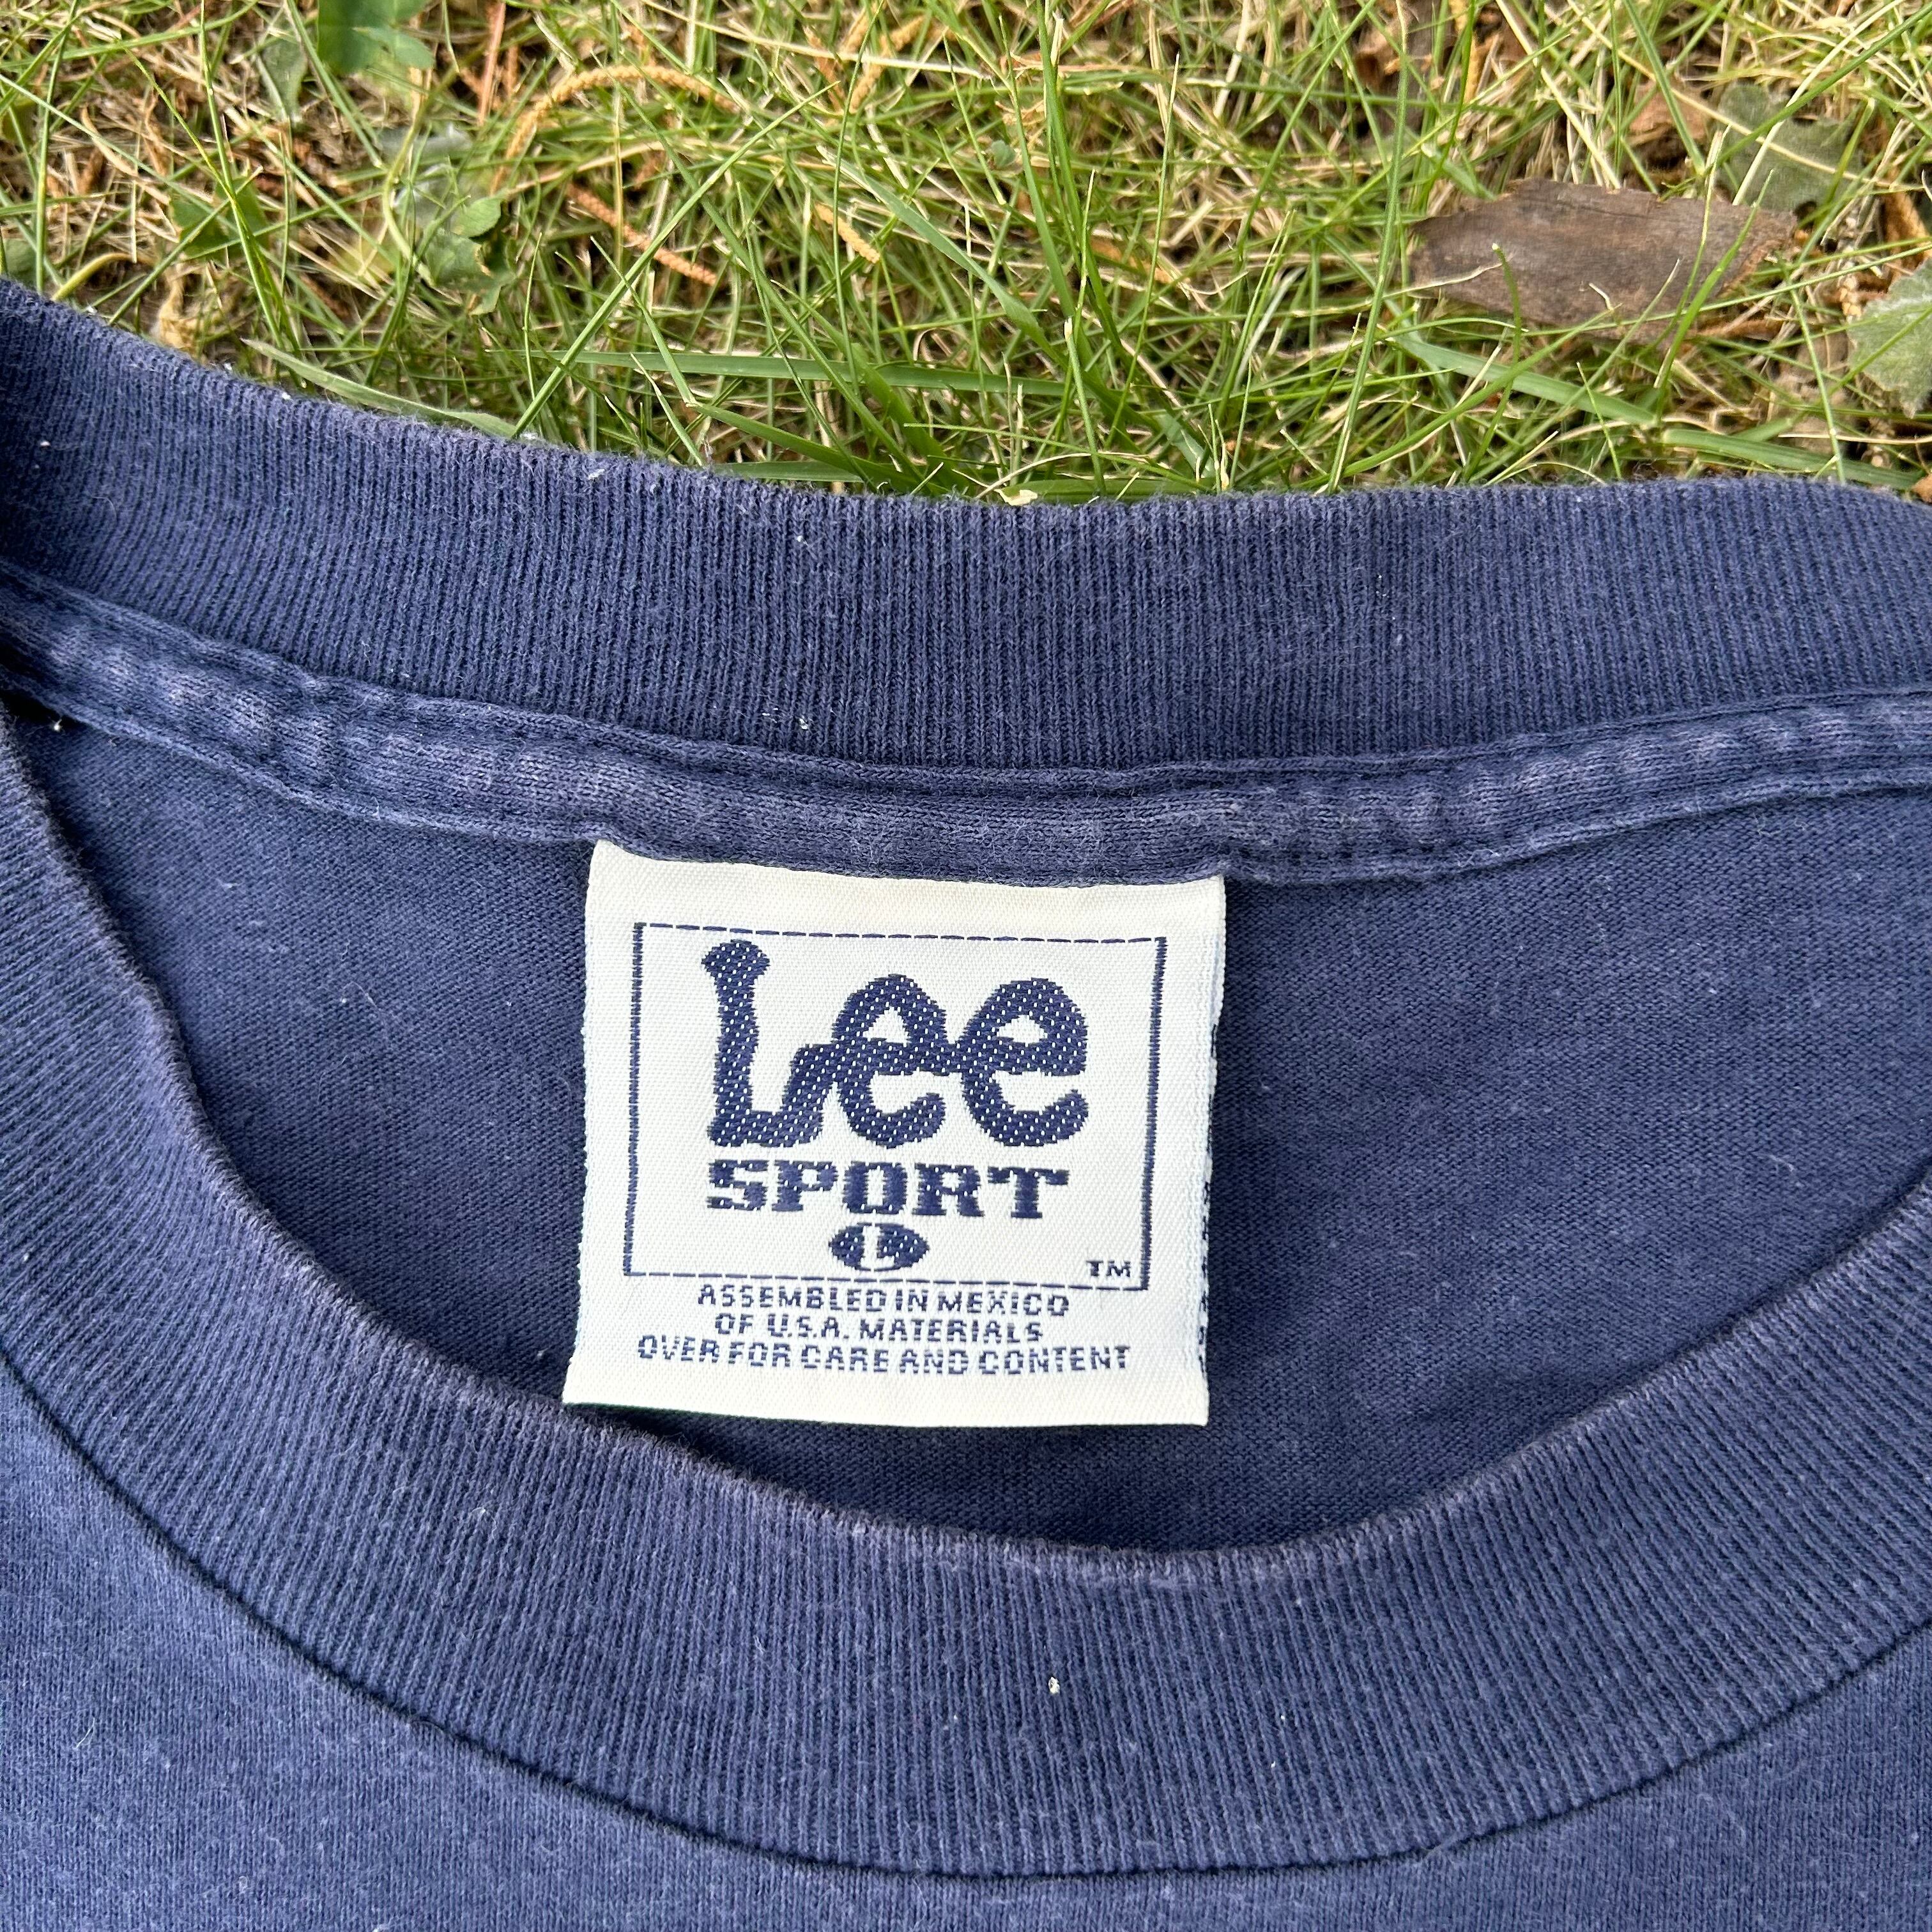 Lee
SPORT
L
TM
ASSEMBLED IN MEXICO
OF U.S.A. MATERIALS
OVER FOR CARE AND CONTENT